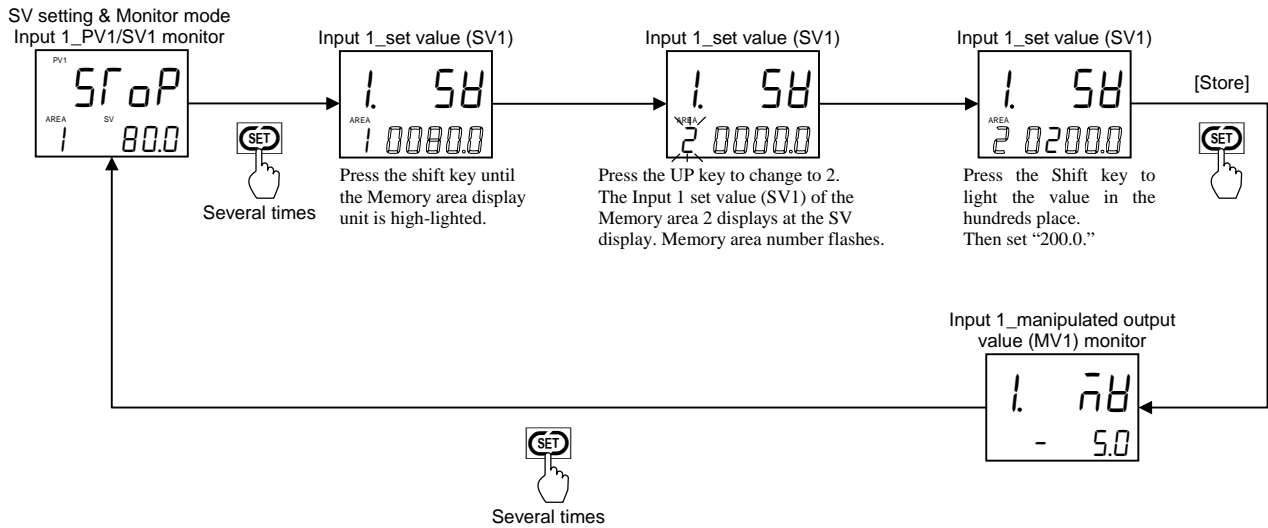 SV setting & Monitor mode
Input 1_PV1/SV1 monitor
PV1
SToP
AREA
SV
1
80.0
SET
Several times
Input 1_set value (SV1)
1. SV
AREA
1 0080.0
Press the shift key until
the Memory area display
unit is high-lighted.
Input 1_set value (SV1)
1. SV
AREA
2 0000.0
Press the UP key to change to 2.
The Input 1 set value (SV1) of the
Memory area 2 displays at the SV
display. Memory area number flashes.
Input 1_set value (SV1)
1. SV
AREA
2 0200.0
Press the Shift key to
light the value in the
hundreds place.
Then set “200.0.”
[Store]
SET
Input 1_manipulated output
value (MV1) monitor
1. MV
- 5.0
SET
Several times